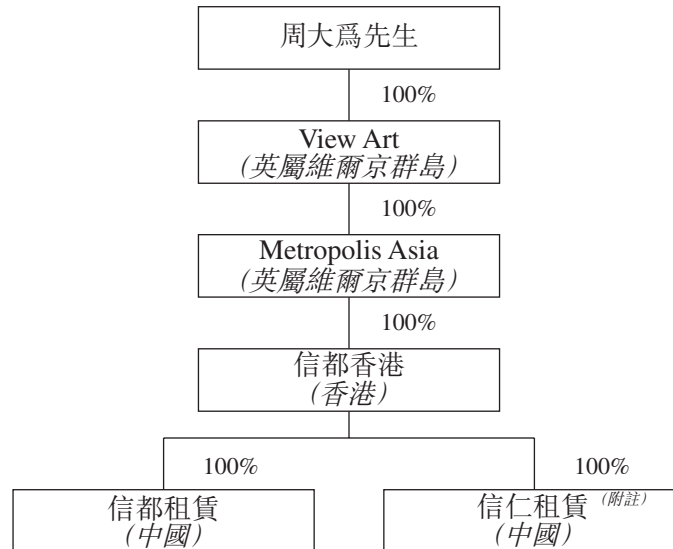 周大爲先生
100%
View Art
(英屬維爾京群島)
100%
Metropolis Asia
(英屬維爾京群島)
100%
信都香港
(香港)
100%
100%
信都租賃
(中國)
信仁租賃 (附註)
(中國)